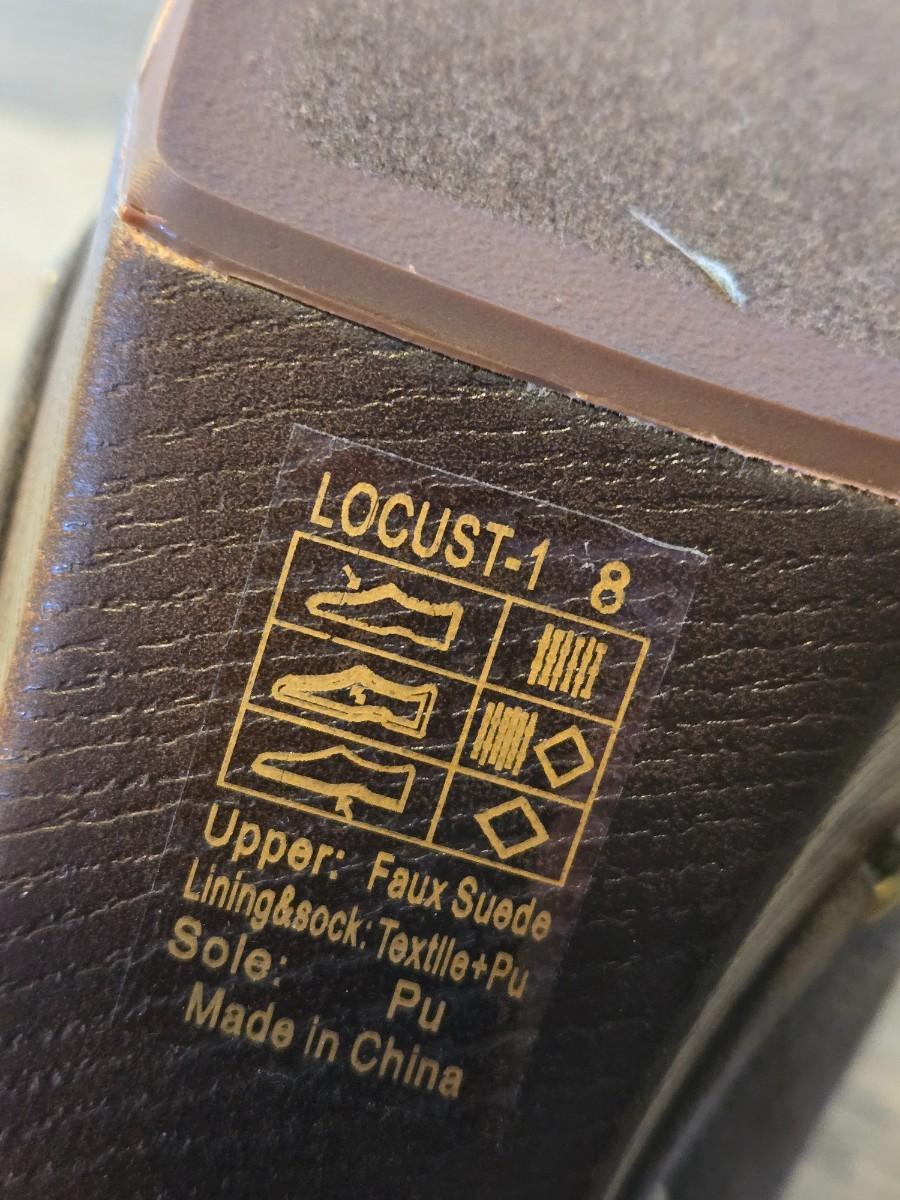 LOCUST-1 8
Upper: Faux Suede
Lining&sock: Textile+Pu
Sole: Pu
Made in China